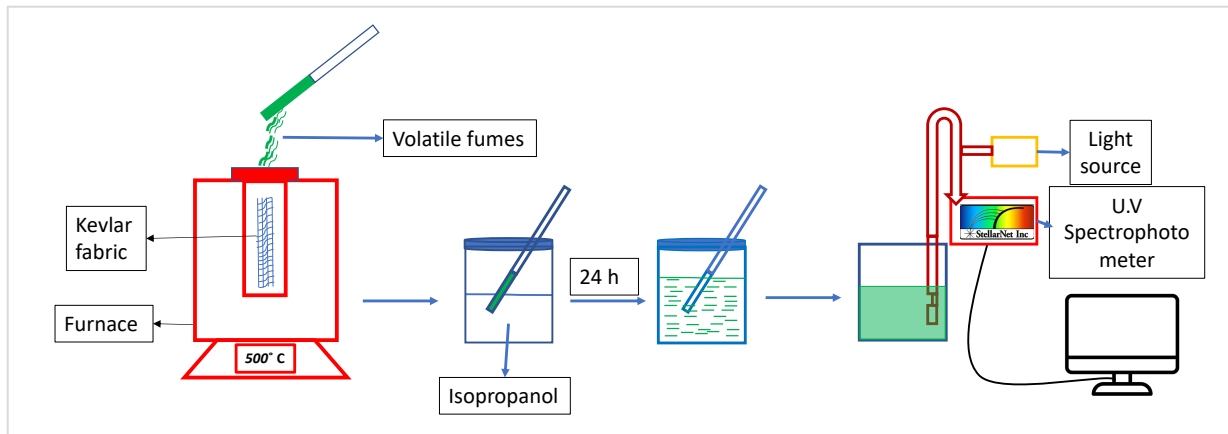 Volatile fumes
Kevlar
fabric
Furnace
500° C
Isopropanol
24 h
Light
source
StellarNet Inc
U.V
Spectrophoto
meter